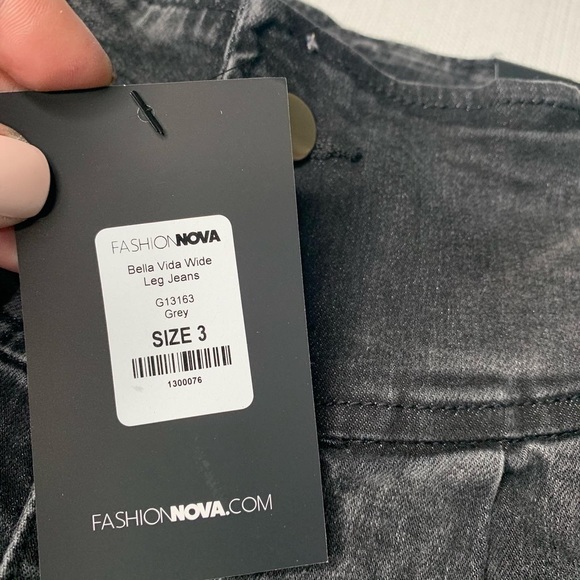 FASHIONNOVA
Bella Vida Wide
Leg Jeans
G13163
Grey
SIZE 3
1300076
FASHIONNOVA.COM